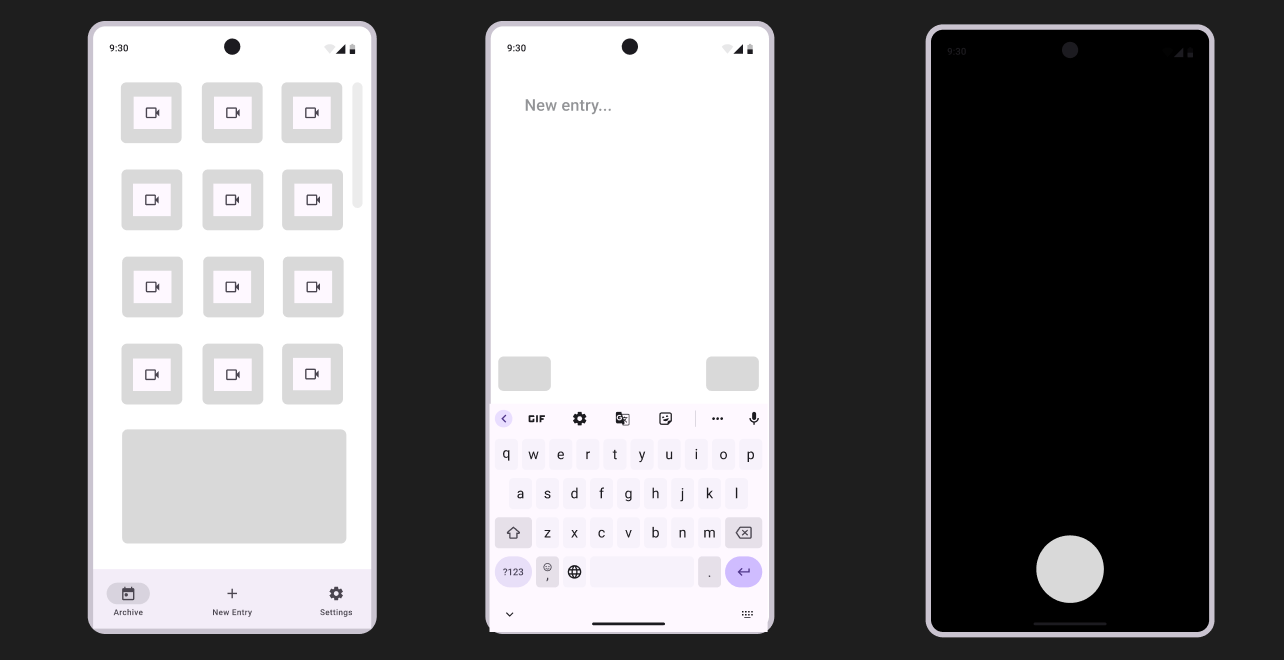 9:30
Archive
New Entry
Settings
9:30
New entry...
GIF
q w e r t y u i o p
a s d f g h j k l
z x c v b n m
?123 , .
9:30